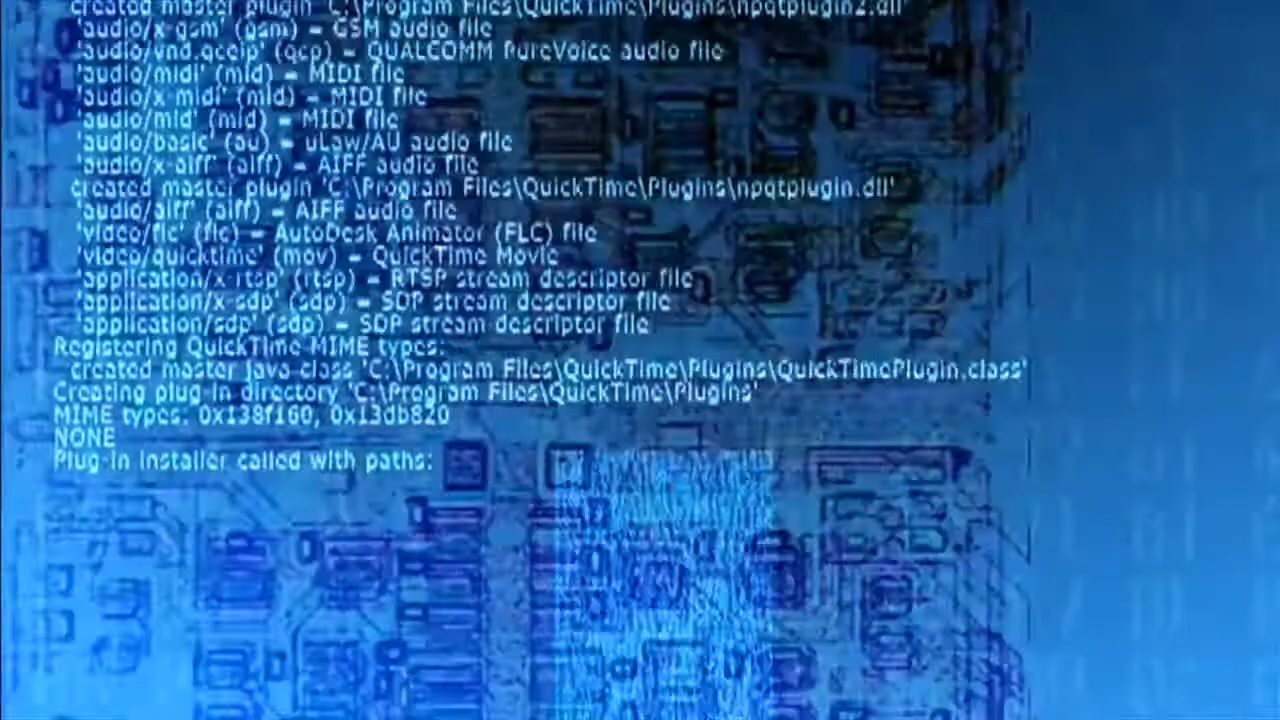 created master plugin 'C:\Program Files\QuickTime\Plugins\npqtplugin2.dll'
'audio/x-gsm' (gsm) = GSM audio file
'audio/vnd.qcelp' (qcp) = QUALCOMM PureVoice audio file
'audio/midi' (mid) = MIDI file
'audio/x-midi' (mid) = MIDI file
'audio/mid' (mid) = MIDI file
'audio/basic' (au) = uLaw/AU audio file
'audio/x-aiff' (aiff) = AIFF audio file
created master plugin 'C:\Program Files\QuickTime\Plugins\npqtplugin.dll'
'audio/aiff' (aiff) = AIFF audio file
'video/flc' (flc) = AutoDesk Animator (FLC) file
'video/quicktime' (mov) = QuickTime Movie
'application/x-rtsp' (rtsp) = RTSP stream descriptor file
'application/x-sdp' (sdp) = SDP stream descriptor file
'application/sdp' (sdp) = SDP stream descriptor file
Registering QuickTime MIME types:
created master java-class 'C:\Program Files\QuickTime\Plugins\QuickTimePlugin.class'
Creating plug-in directory 'C:\Program Files\QuickTime\Plugins'
MIME types: 0x138f160, 0x13db820
NONE
Plug-in installer called with paths: